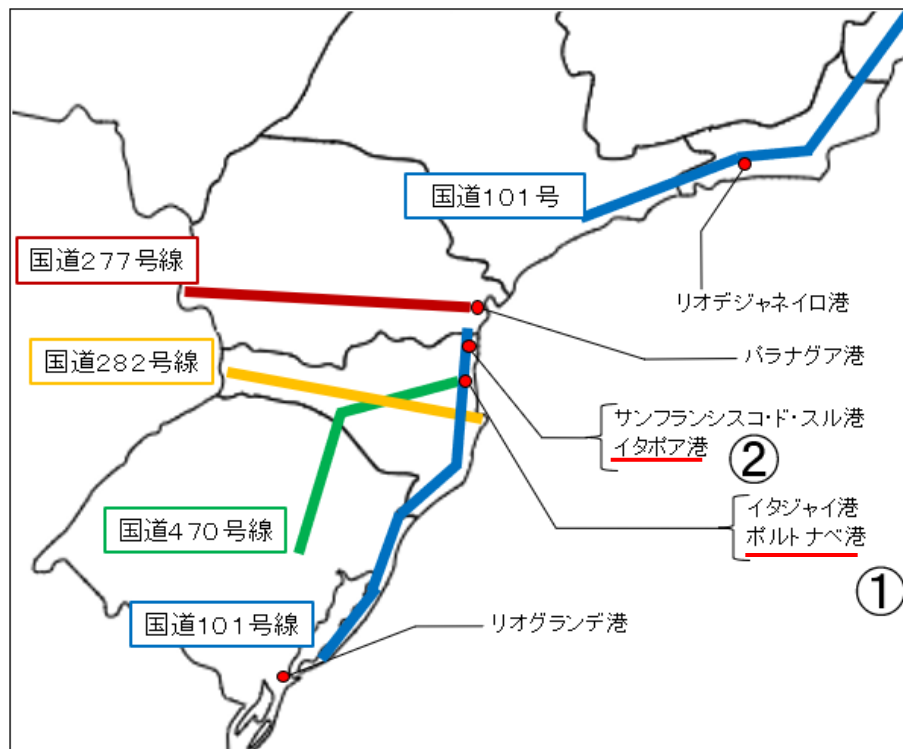 国道101号
国道277号線
リオデジャネイロ港
パラナグア港
国道282号線
サンフランシスコ・ド・スル港
イタポア港
②
イタジャイ港
国道470号線
ポルトナベ港
①
国道101号線
リオグランデ港